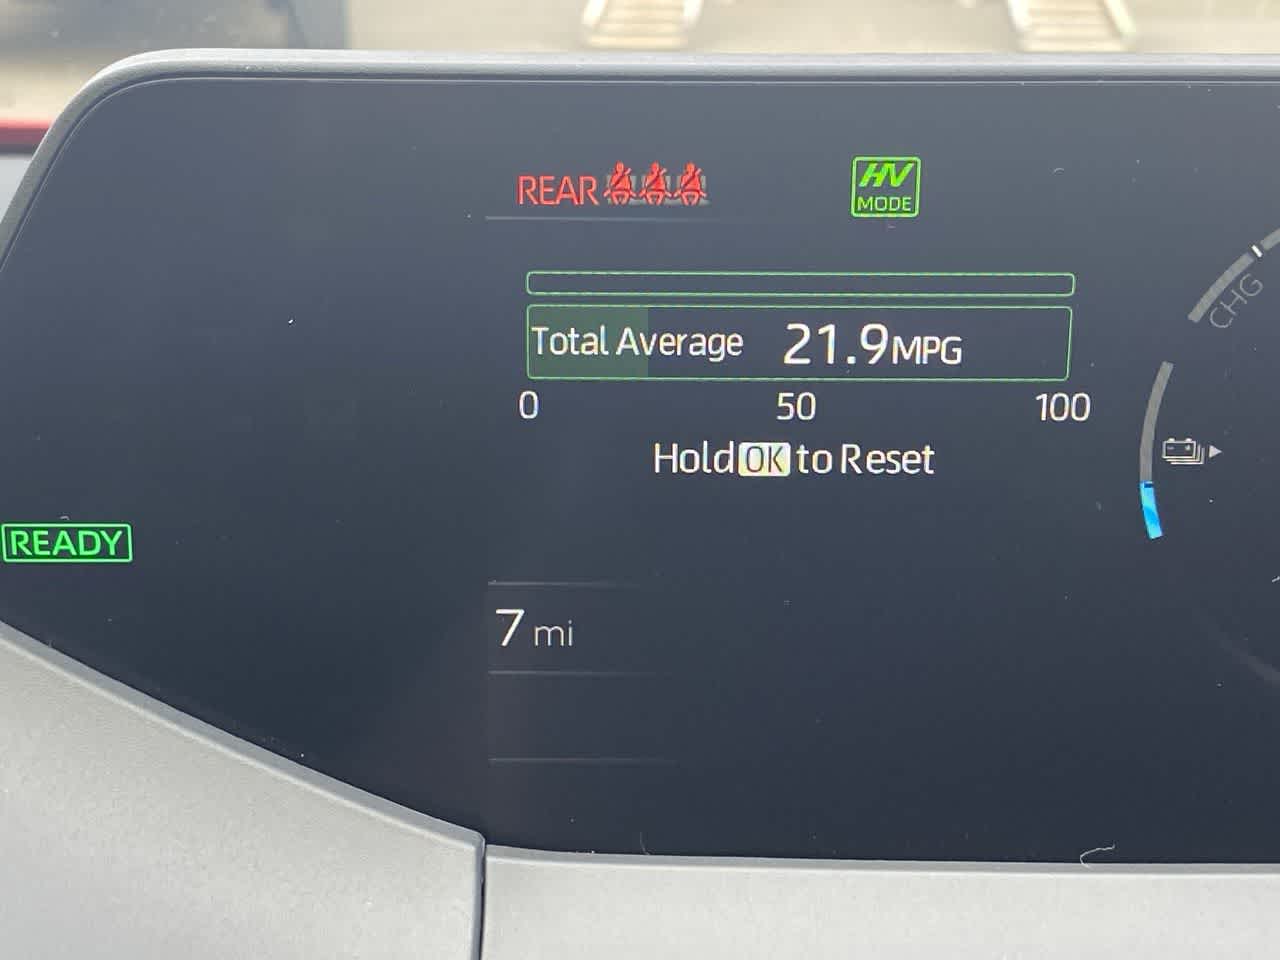 REAR
HV
MODE
CHG
Total Average 21.9MPG
0 50 100
Hold OK to Reset
READY
7 mi